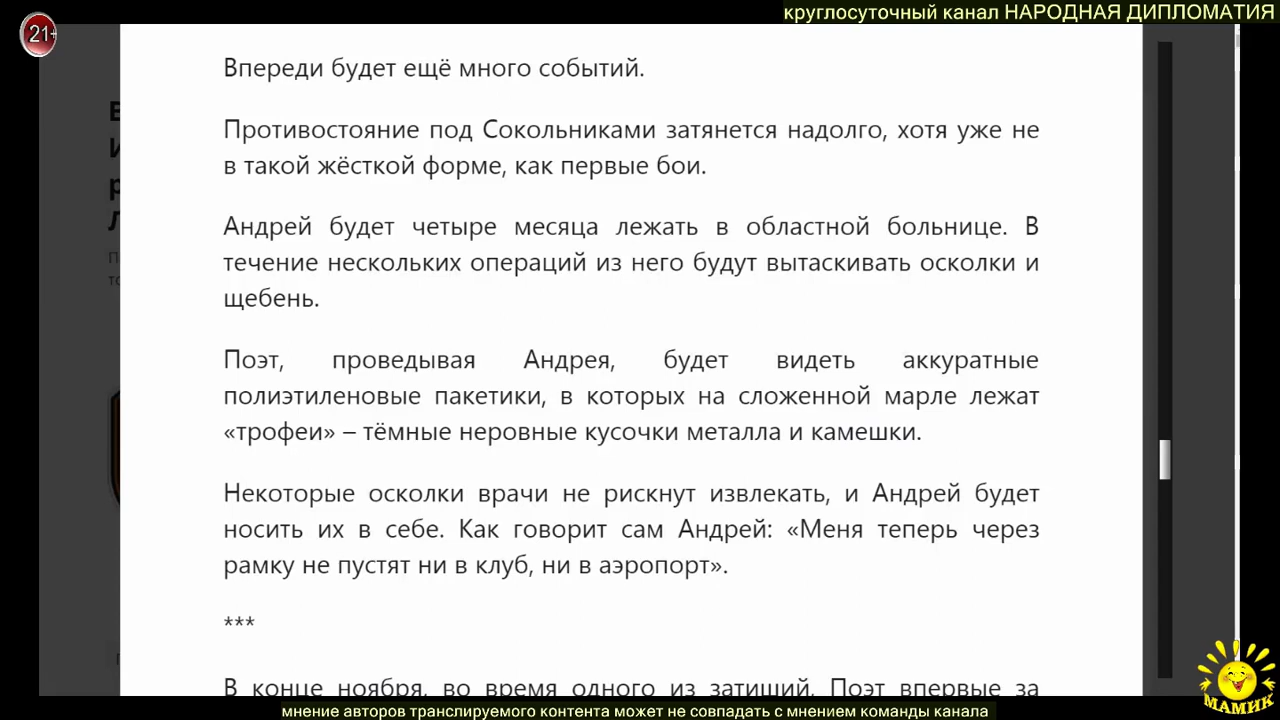 круглосуточный канал НАРОДНАЯ ДИПЛОМАТИЯ
21+
Впереди будет ещё много событий.
Противостояние под Сокольниками затянется надолго, хотя уже не
в такой жёсткой форме, как первые бои.
Андрей будет четыре месяца лежать в областной больнице. В
течение нескольких операций из него будут вытаскивать осколки и
щебень.
Поэт, проведывая Андрея, будет видеть аккуратные
полиэтиленовые пакетики, в которых на сложенной марле лежат
«трофеи» – тёмные неровные кусочки металла и камешки.
Некоторые осколки врачи не рискнут извлекать, и Андрей будет
носить их в себе. Как говорит сам Андрей: «Меня теперь через
рамку не пустят ни в клуб, ни в аэропорт».
***
В конце ноября, во время одного из затиший, Поэт впервые за
МАМИК
мнение авторов транслируемого контента может не совпадать с мнением команды канала